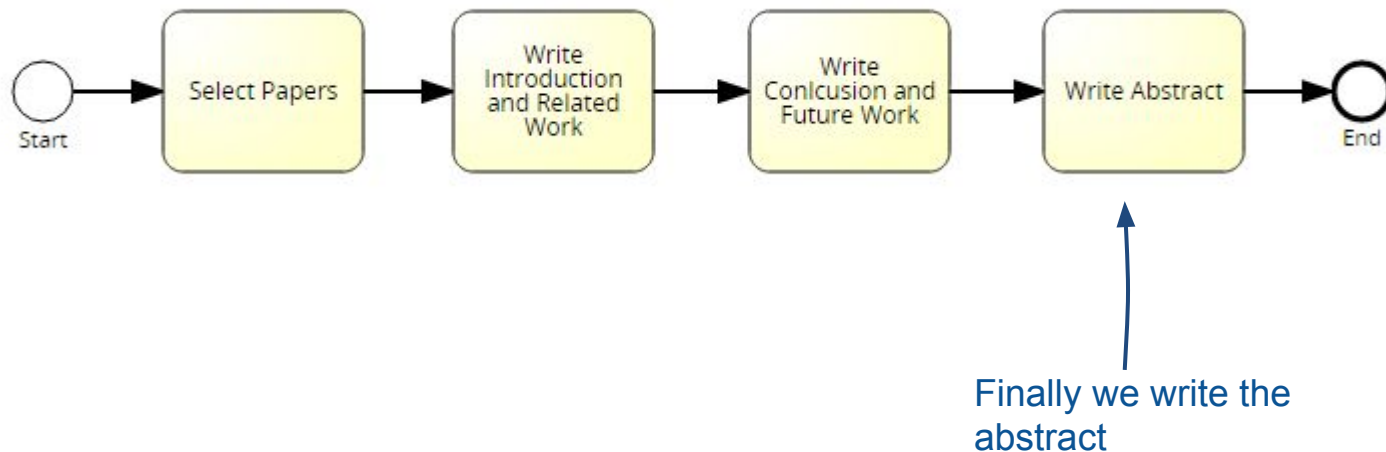 Start
Select Papers
Write
Introduction
and Related
Work
Write
Conlcusion and
Future Work
Write Abstract
End
Finally we write the
abstract